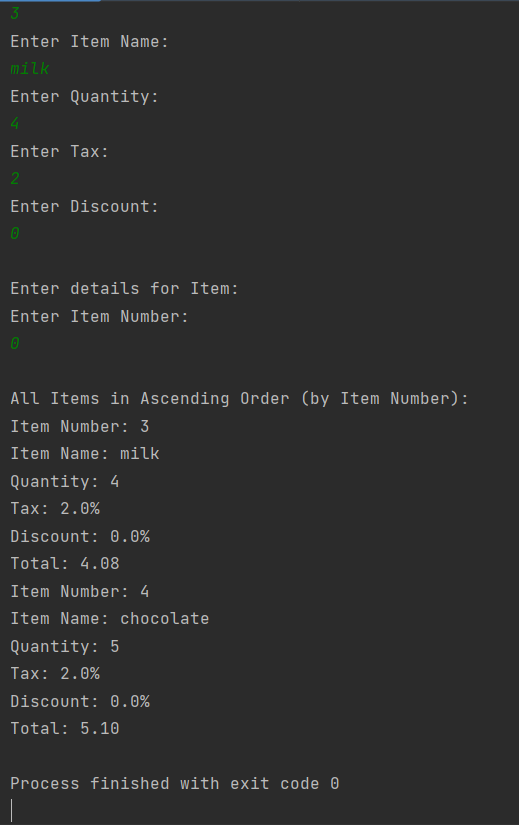 3
Enter Item Name:
milk
Enter Quantity:
4
Enter Tax:
2
Enter Discount:
0
Enter details for Item:
Enter Item Number:
0
All Items in Ascending Order (by Item Number):
Item Number: 3
Item Name: milk
Quantity: 4
Tax: 2.0%
Discount: 0.0%
Total: 4.08
Item Number: 4
Item Name: chocolate
Quantity: 5
Tax: 2.0%
Discount: 0.0%
Total: 5.10
Process finished with exit code 0